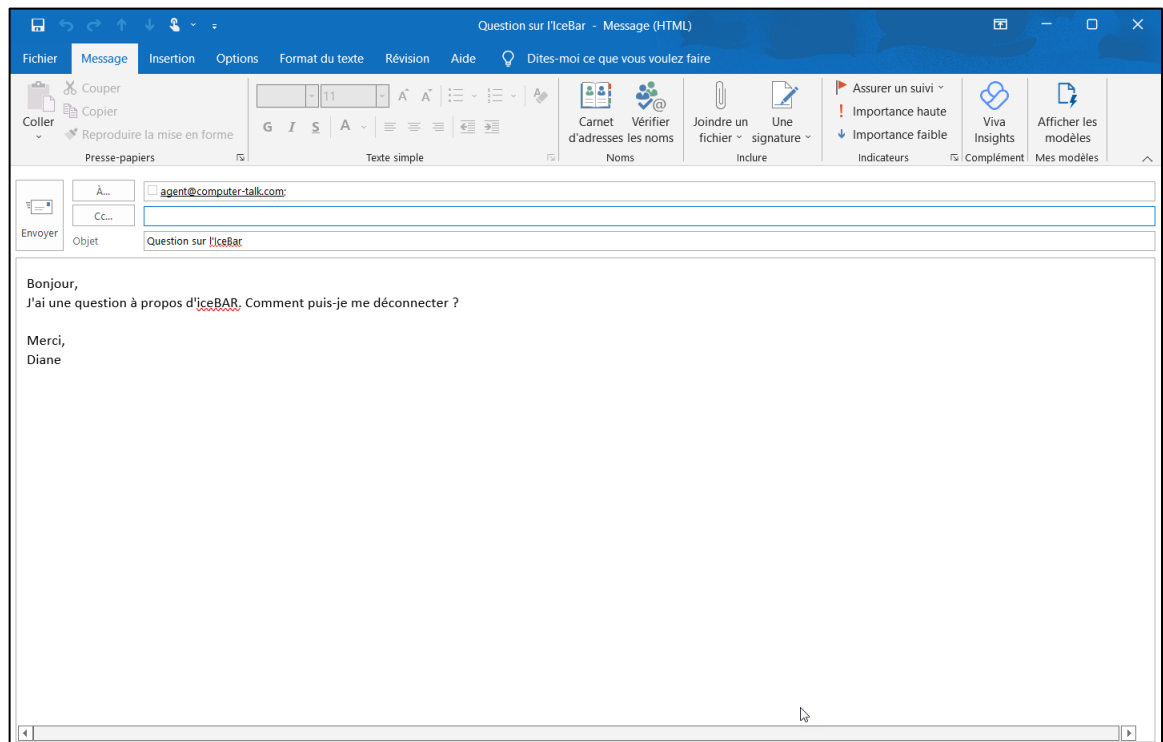 Question sur l'IceBar - Message (HTML)
Fichier Message Insertion Options Format du texte Révision Aide Dites-moi ce que vous voulez faire
Coller
Couper
Copier
Reproduire la mise en forme
Presse-papiers
11
A A
G I S A
Texte simple
Carnet d'adresses
Vérifier les noms
Noms
Joindre un fichier
Une signature
Inclure
Assurer un suivi
Importance haute
Importance faible
Indicateurs
Viva Insights
Complément
Afficher les modèles
Mes modèles
Envoyer
À... agent@computer-talk.com;
Cc...
Objet Question sur l'IceBar
Bonjour,
J'ai une question à propos d'iceBAR. Comment puis-je me déconnecter ?
Merci,
Diane